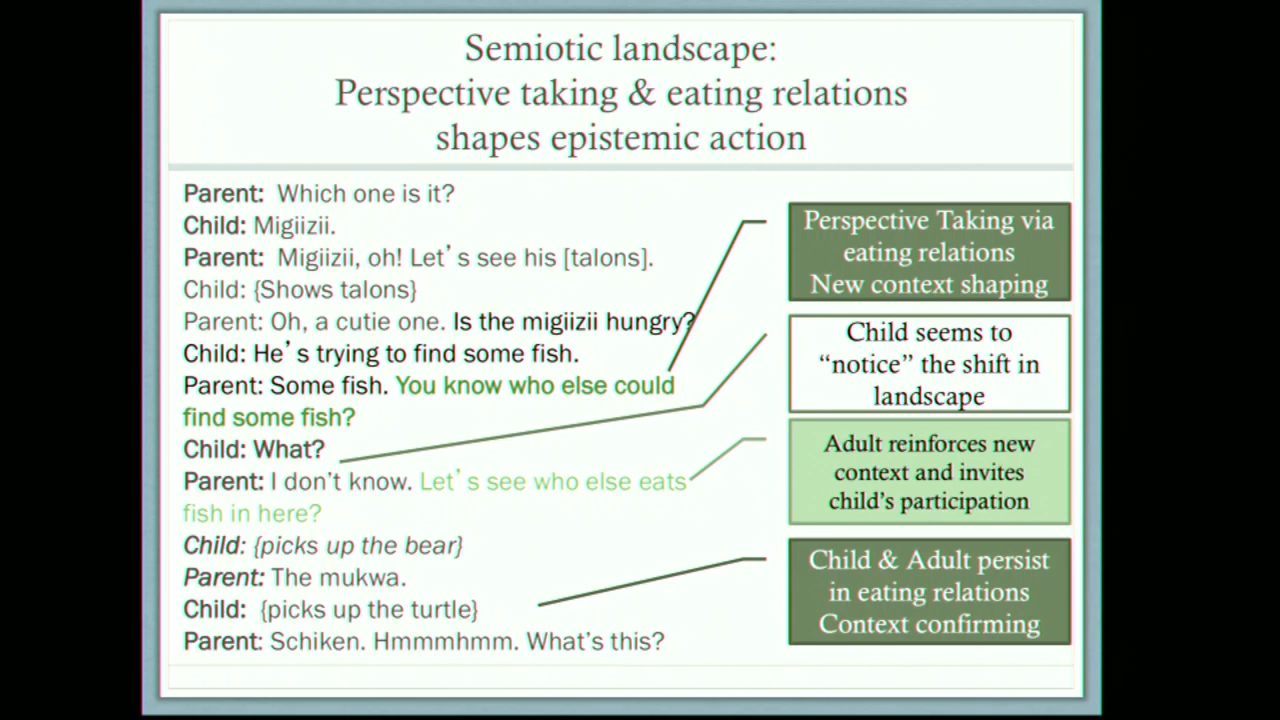 Semiotic landscape:
Perspective taking & eating relations
shapes epistemic action
Parent:  Which one is it?
Child: Migiizii.
Parent:  Migiizii, oh! Let’s see his [talons].
Child: {Shows talons}
Parent: Oh, a cutie one. Is the migiizii hungry?
Child: He’s trying to find some fish.
Parent: Some fish. You know who else could
find some fish?
Child: What?
Parent: I don’t know. Let’s see who else eats
fish in here?
Child: {picks up the bear}
Parent: The mukwa.
Child:  {picks up the turtle}
Parent: Schiken. Hmmmhmm. What’s this?
Perspective Taking via
eating relations
New context shaping
Child seems to
“notice” the shift in
landscape
Adult reinforces new
context and invites
child’s participation
Child & Adult persist
in eating relations
Context confirming